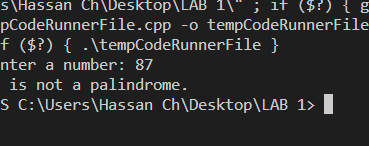 s\Hassan Ch\Desktop\LAB 1\" ; if ($?) { g
pCodeRunnerFile.cpp -o tempCodeRunnerFile
f ($?) { .\tempCodeRunnerFile }
nter a number: 87
is not a palindrome.
S C:\Users\Hassan Ch\Desktop\LAB 1>